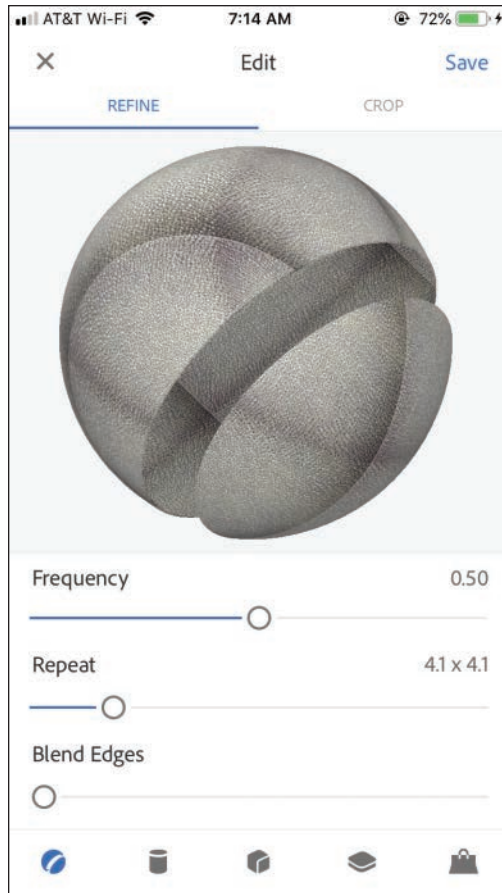 AT&T Wi-Fi 7:14 AM 72%
Edit Save
REFINE CROP
Frequency 0.50
Repeat 4.1 x 4.1
Blend Edges